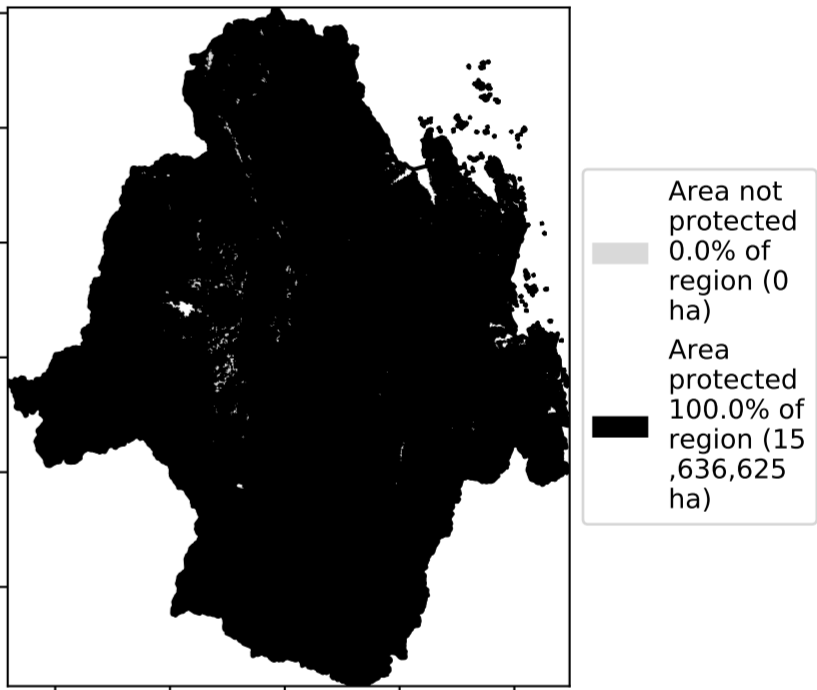 Area not
protected
0.0% of
region (0
ha)
Area
protected
100.0% of
region (15
,636,625
ha)